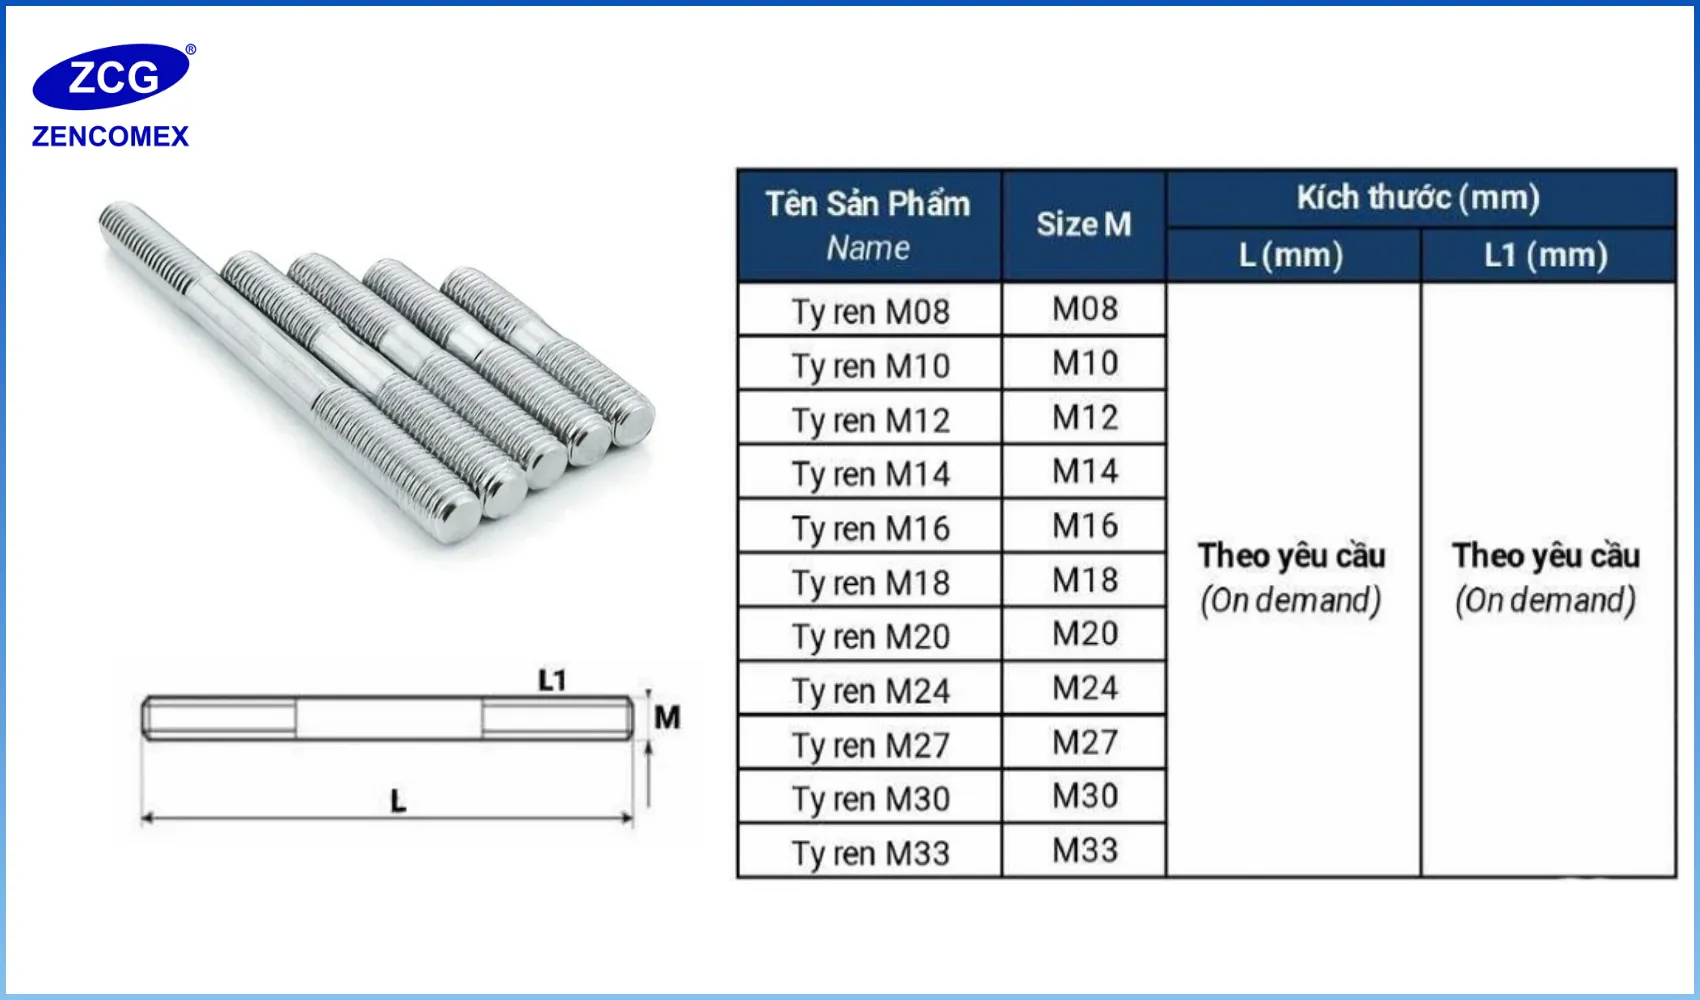 ZCG®
ZENCOMEX
Tên Sản Phẩm
Name
Size M
Kích thước (mm)
L (mm)
L1 (mm)
Ty ren M08
M08
Ty ren M10
M10
Ty ren M12
M12
Ty ren M14
M14
Ty ren M16
M16
Ty ren M18
M18
Ty ren M20
M20
Ty ren M24
M24
Ty ren M27
M27
Ty ren M30
M30
Ty ren M33
M33
Theo yêu cầu
(On demand)
Theo yêu cầu
(On demand)
L1
M
L